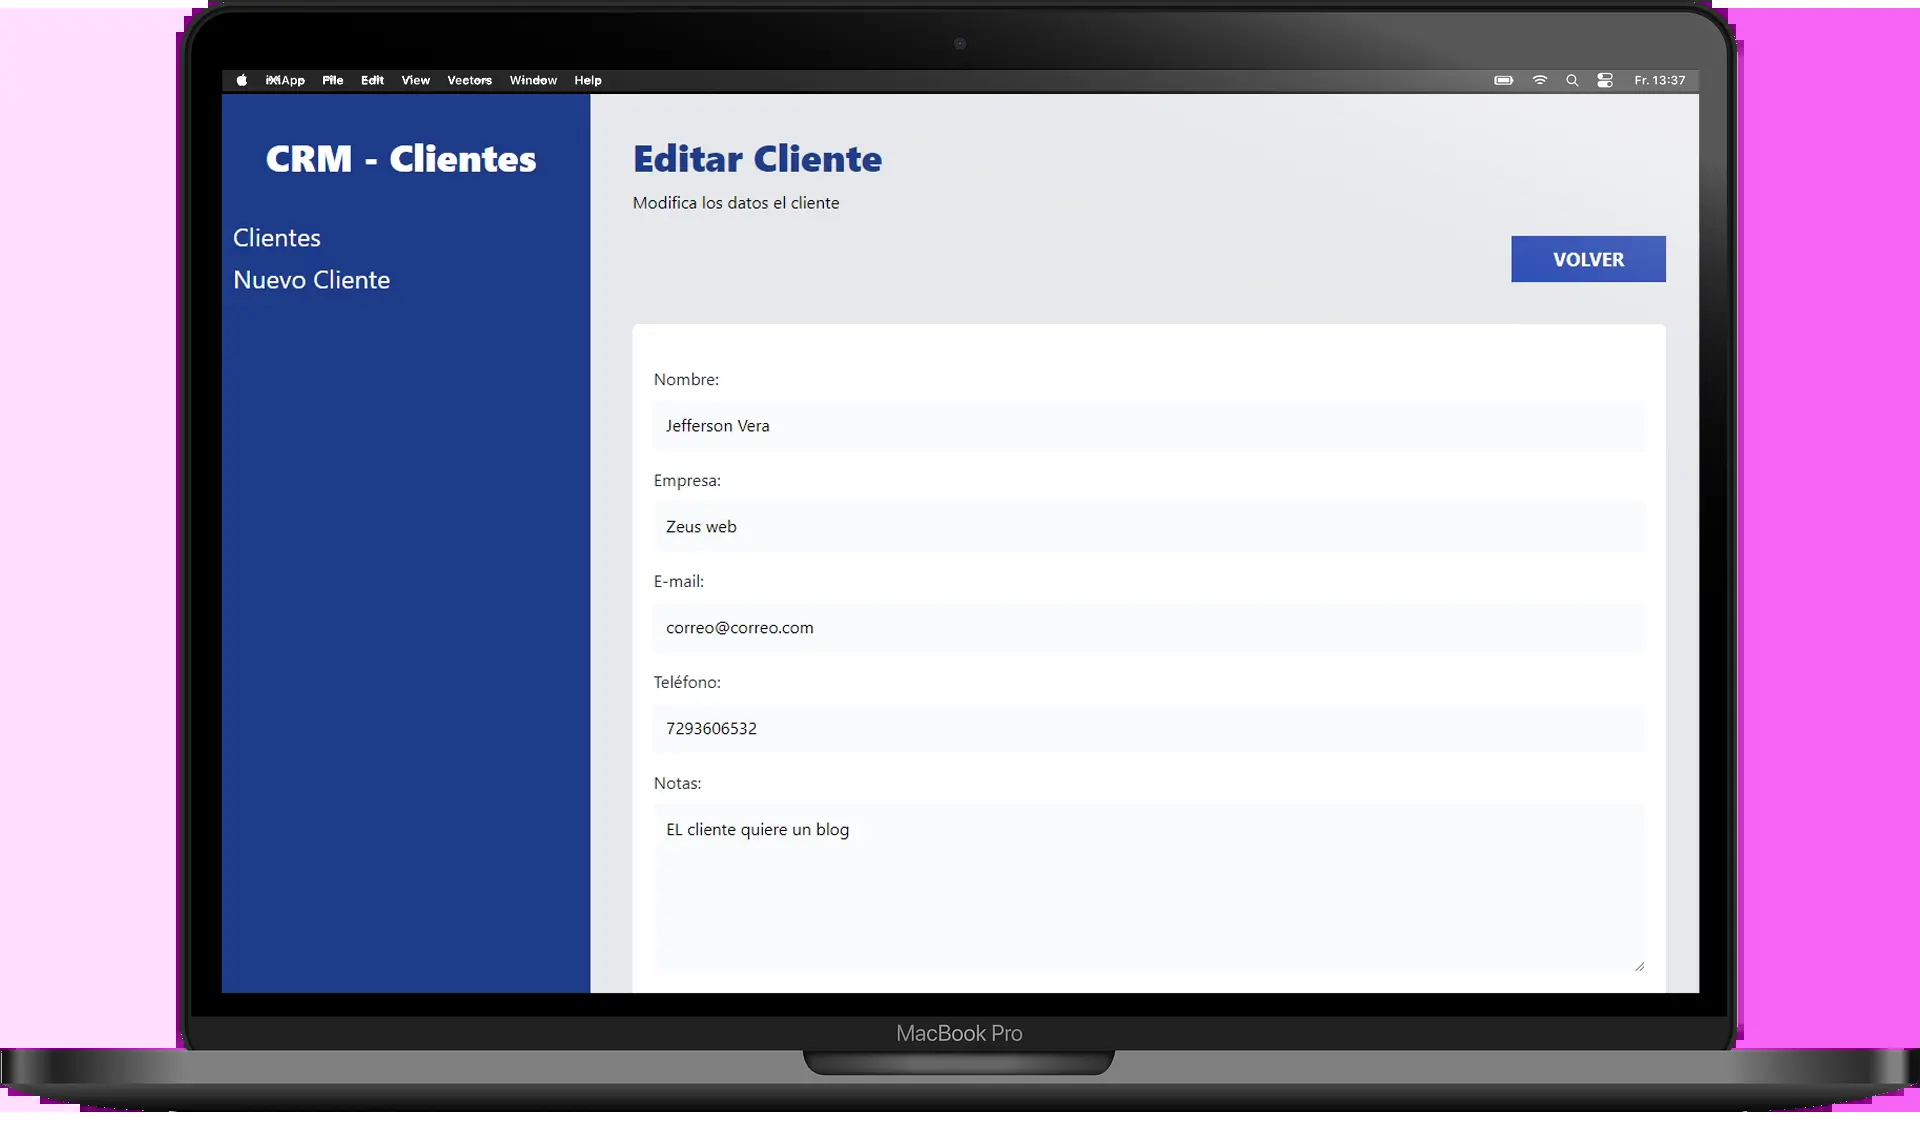 File Edit View Vectors Window Help
Fr. 13:37
CRM - Clientes
Clientes
Nuevo Cliente
Editar Cliente
Modifica los datos el cliente
VOLVER
Nombre:
Jefferson Vera
Empresa:
Zeus web
E-mail:
correo@correo.com
Teléfono:
7293606532
Notas:
EL cliente quiere un blog
MacBook Pro